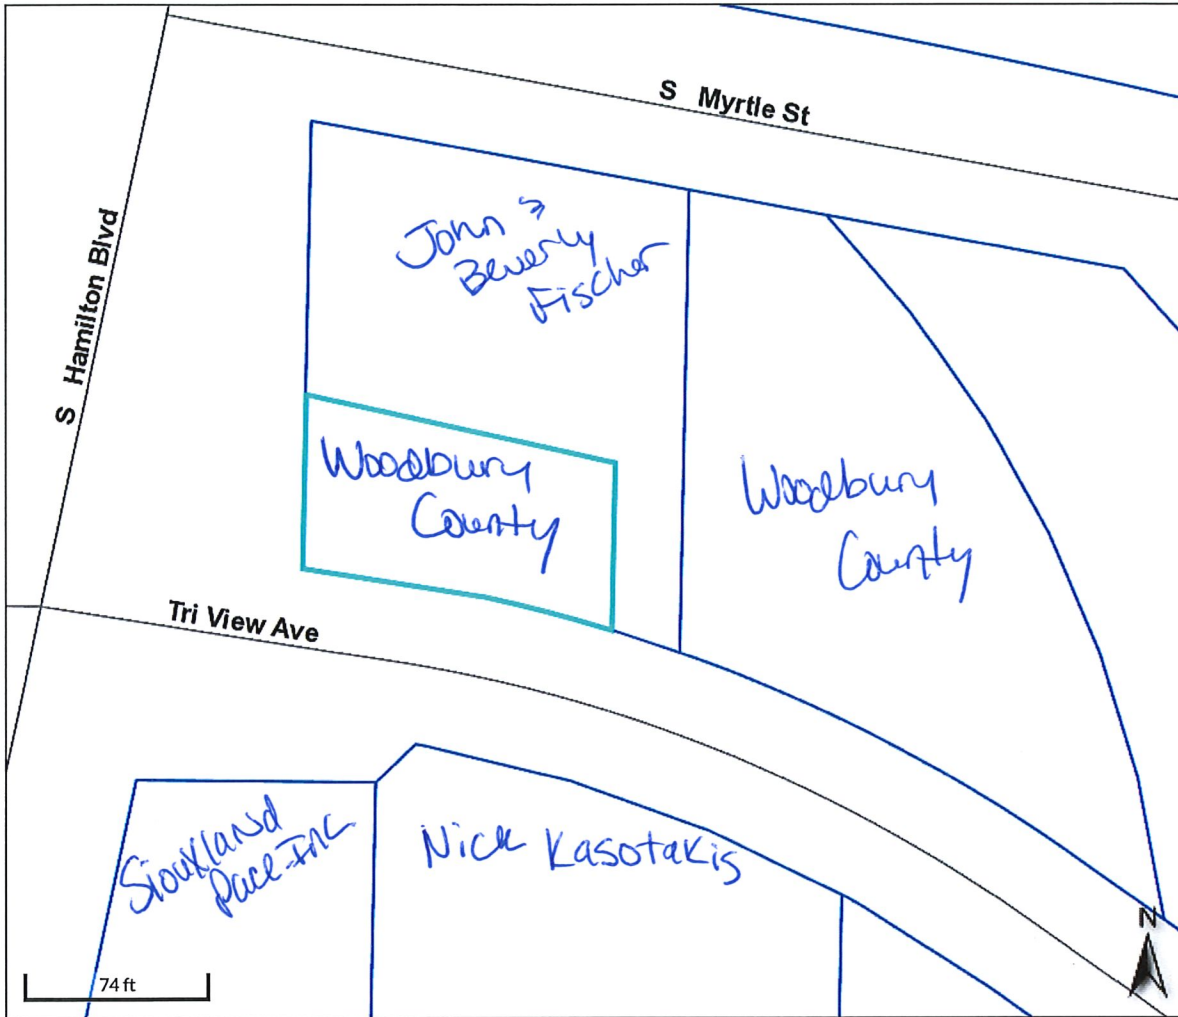 S Myrtle St
S Hamilton Blvd
John &
Beverly
Fischer
Woodbury
County
Woodbury
County
Tri View Ave
Siouxland
Pace Inc
Nick Kasotakis
74 ft
N